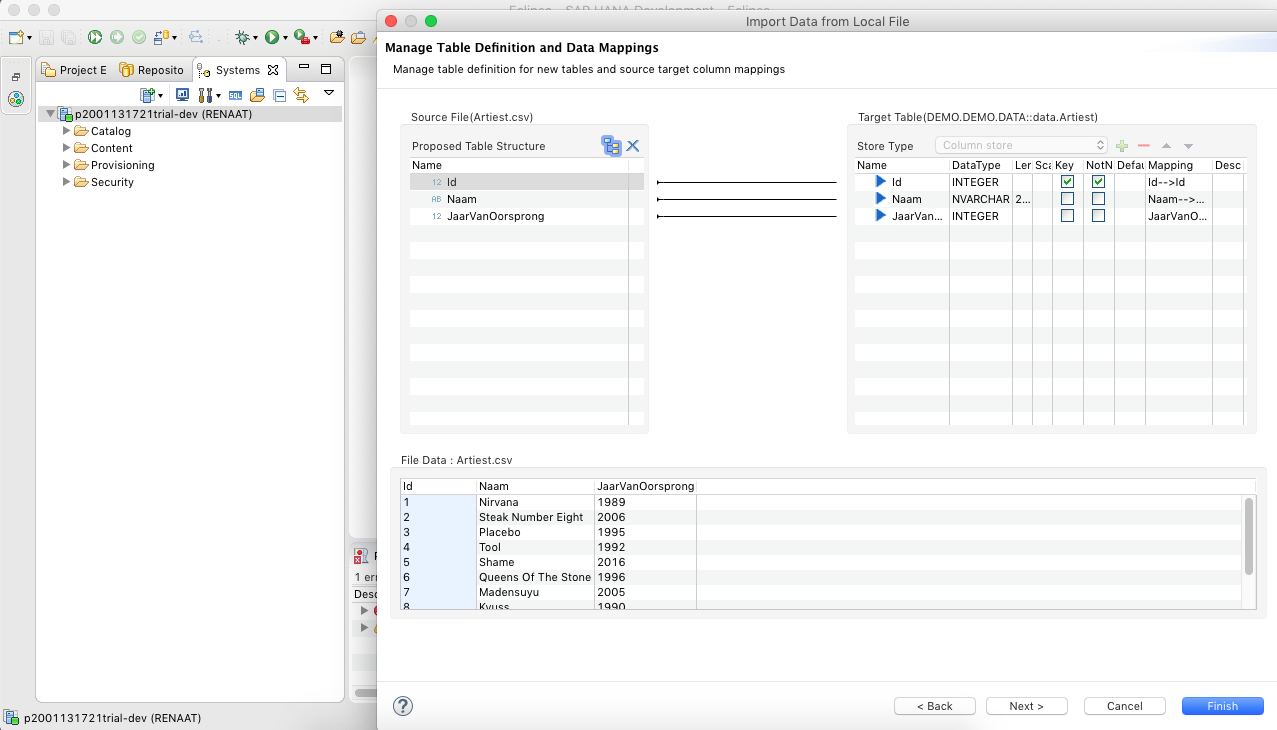 Eclipse - SAP HANA Development - Eclipse
Import Data from Local File
Manage Table Definition and Data Mappings
Manage table definition for new tables and source target column mappings
Project E
Reposito
Systems
p2001131721trial-dev (RENAAT)
Catalog
Content
Provisioning
Security
Source File(Artiest.csv)
Proposed Table Structure
Name
12 Id
AB Naam
12 JaarVanOorsprong
Target Table(DEMO.DEMO.DATA::data.Artiest)
Store Type Column store
Name DataType Ler Sca Key NotN Defau Mapping Desc
Id INTEGER Id-->Id
Naam NVARCHAR 2... Naam-->...
JaarVan... INTEGER JaarVanO...
File Data : Artiest.csv
Id Naam JaarVanOorsprong
1 Nirvana 1989
2 Steak Number Eight 2006
3 Placebo 1995
4 Tool 1992
5 Shame 2016
6 Queens Of The Stone 1996
7 Madensuyu 2005
8 Kyuss 1990
1 err
Desc
? < Back Next > Cancel Finish
p2001131721trial-dev (RENAAT)